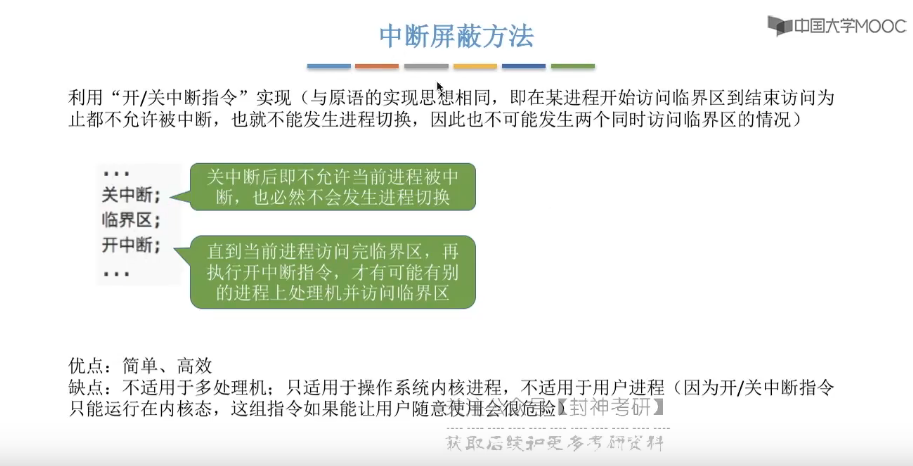 中断屏蔽方法
中国大学MOOC
利用“开/关中断指令”实现（与原语的实现思想相同，即在某进程开始访问临界区到结束访问为
止都不允许被中断，也就不能发生进程切换，因此也不可能发生两个同时访问临界区的情况）
...
关中断;
临界区;
开中断;
...
关中断后即不允许当前进程被中
断，也必然不会发生进程切换
直到当前进程访问完临界区，再
执行开中断指令，才有可能有别
的进程上处理机并访问临界区
优点：简单、高效
缺点：不适用于多处理机；只适用于操作系统内核进程，不适用于用户进程（因为开/关中断指令
只能运行在内核态，这组指令如果能让用户随意使用会很危险）
【封神考研】
获取后续和更多考研资料